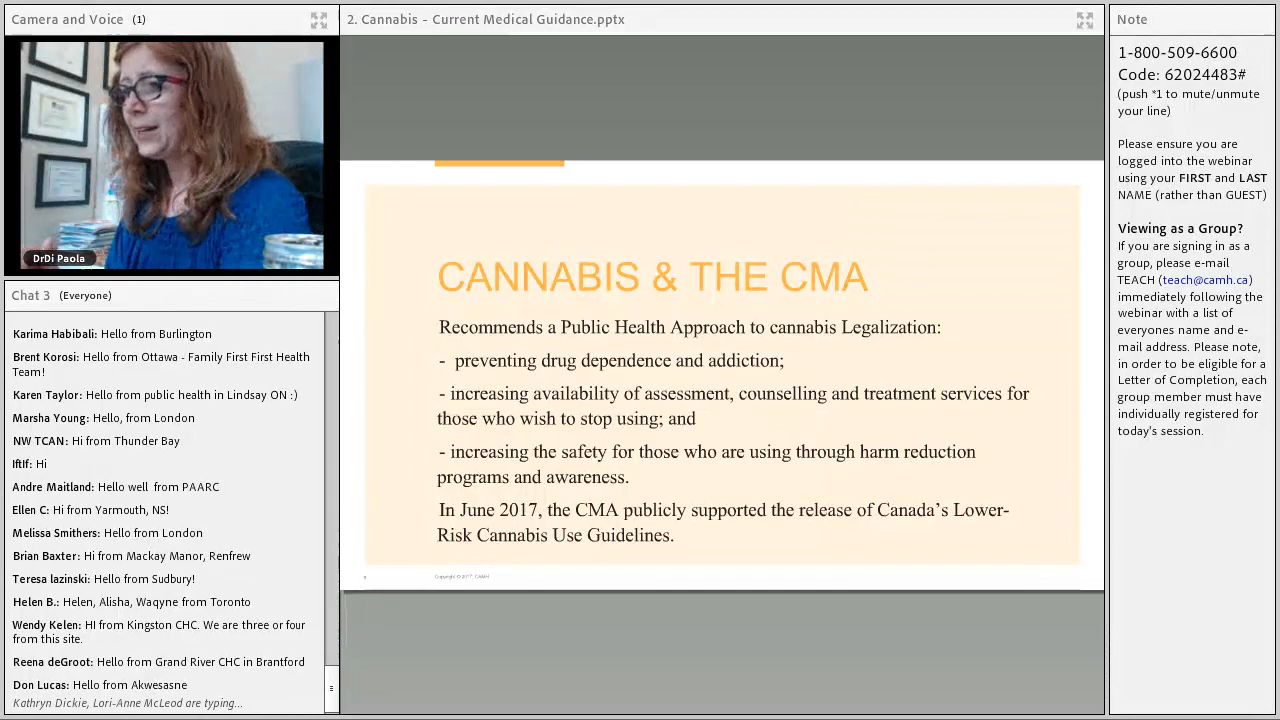 Camera and Voice (1)
DrDi Paola
Chat 3 (Everyone)
Karima Habibali: Hello from Burlington
Brent Korosi: Hello from Ottawa - Family First First Health
Team!
Karen Taylor: Hello from public health in Lindsay ON :)
Marsha Young: Hello, from London
NW TCAN: Hi from Thunder Bay
IftIf: Hi
Andre Maitland: Hello well from PAARC
Ellen C: Hi from Yarmouth, NS!
Melissa Smithers: Hello from London
Brian Baxter: Hi from Mackay Manor, Renfrew
Teresa lazinski: Hello from Sudbury!
Helen B.: Helen, Alisha, Waqyne from Toronto
Wendy Kelen: HI from Kingston CHC. We are three or four
from this site.
Reena deGroot: Hello from Grand River CHC in Brantford
Don Lucas: Hello from Akwesasne
Kathryn Dickie, Lori-Anne McLeod are typing...
2. Cannabis - Current Medical Guidance.pptx
CANNABIS & THE CMA
Recommends a Public Health Approach to cannabis Legalization:
- preventing drug dependence and addiction;
- increasing availability of assessment, counselling and treatment services for
those who wish to stop using; and
- increasing the safety for those who are using through harm reduction
programs and awareness.
In June 2017, the CMA publicly supported the release of Canada’s Lower-
Risk Cannabis Use Guidelines.
Copyright © 2017, CAMH
Note
1-800-509-6600
Code: 62024483#
(push *1 to mute/unmute
your line)
Please ensure you are
logged into the webinar
using your FIRST and LAST
NAME (rather than GUEST)
Viewing as a Group?
If you are signing in as a
group, please e-mail
TEACH (teach@camh.ca)
immediately following the
webinar with a list of
everyones name and e-
mail address. Please note,
in order to be eligible for a
Letter of Completion, each
group member must have
individually registered for
today's session.